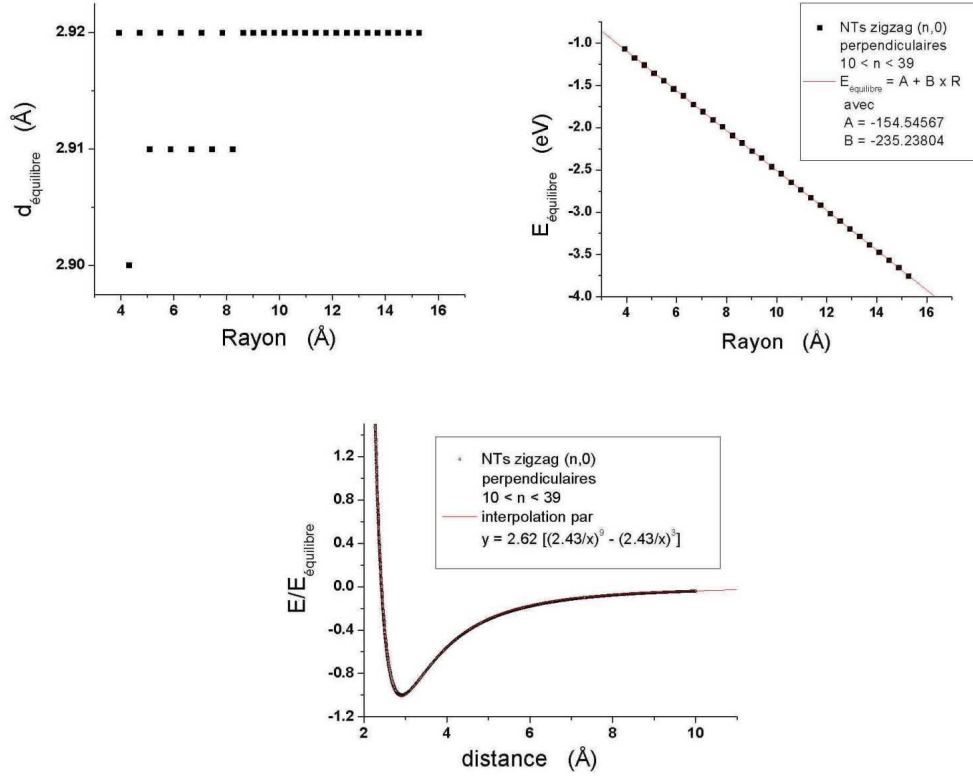 2.92
2.91
2.90
d équilibre (Å)
4 6 8 10 12 14 16
Rayon (Å)
-1.0
-1.5
-2.0
-2.5
-3.0
-3.5
-4.0
E équilibre (eV)
4 6 8 10 12 14 16
Rayon (Å)
NTs zigzag (n,0)
perpendiculaires
10 < n < 39
E équilibre = A + B x R
avec
A = -154.54567
B = -235.23804
1.2
0.8
0.4
0.0
-0.4
-0.8
-1.2
E/E équilibre
2 4 6 8 10
distance (Å)
NTs zigzag (n,0)
perpendiculaires
10 < n < 39
interpolation par
y = 2.62 [(2.43/x)⁹ - (2.43/x)³]